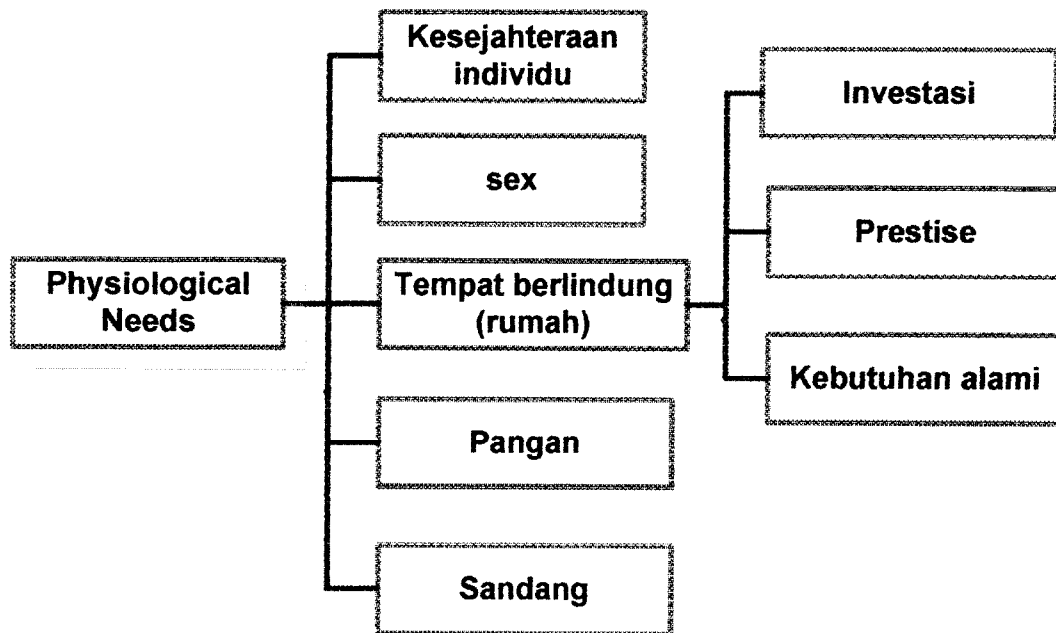 Physiological
Needs
Kesejahteraan
individu
sex
Tempat berlindung
(rumah)
Pangan
Sandang
Investasi
Prestise
Kebutuhan alami